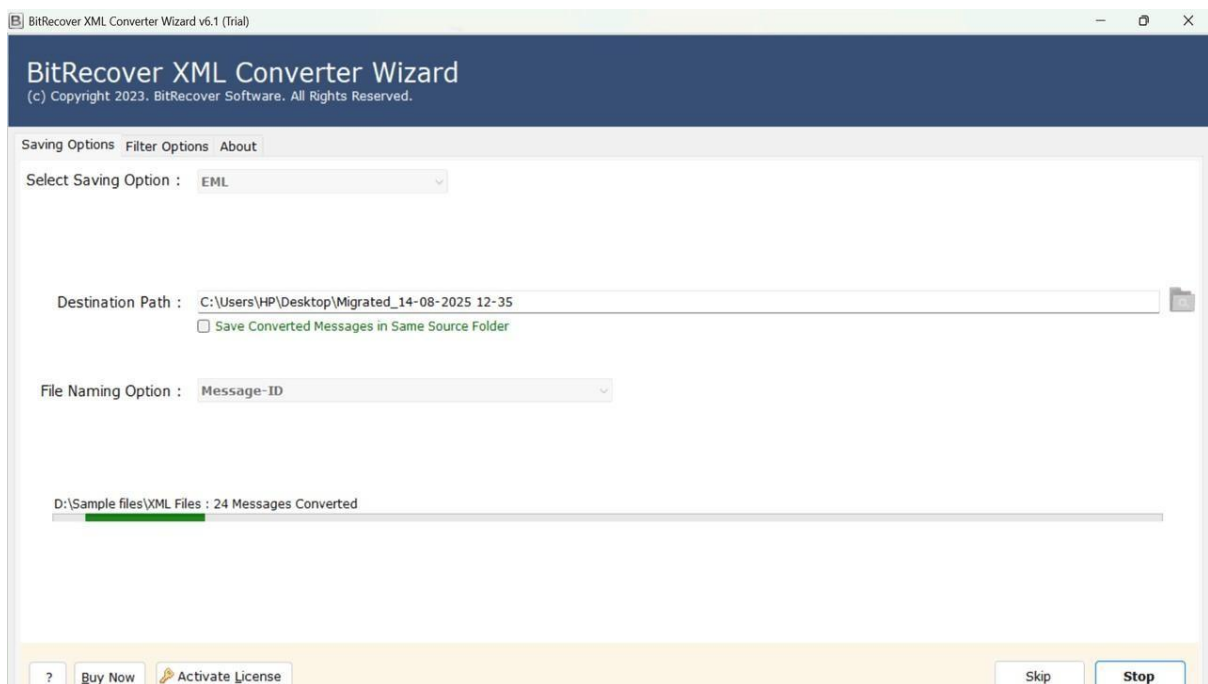 BitRecover XML Converter Wizard v6.1 (Trial)
BitRecover XML Converter Wizard
(c) Copyright 2023. BitRecover Software. All Rights Reserved.
Saving Options Filter Options About
Select Saving Option : EML
Destination Path : C:\Users\HP\Desktop\Migrated_14-08-2025 12-35
Save Converted Messages in Same Source Folder
File Naming Option : Message-ID
D:\Sample files\XML Files : 24 Messages Converted
? Buy Now Activate License Skip Stop